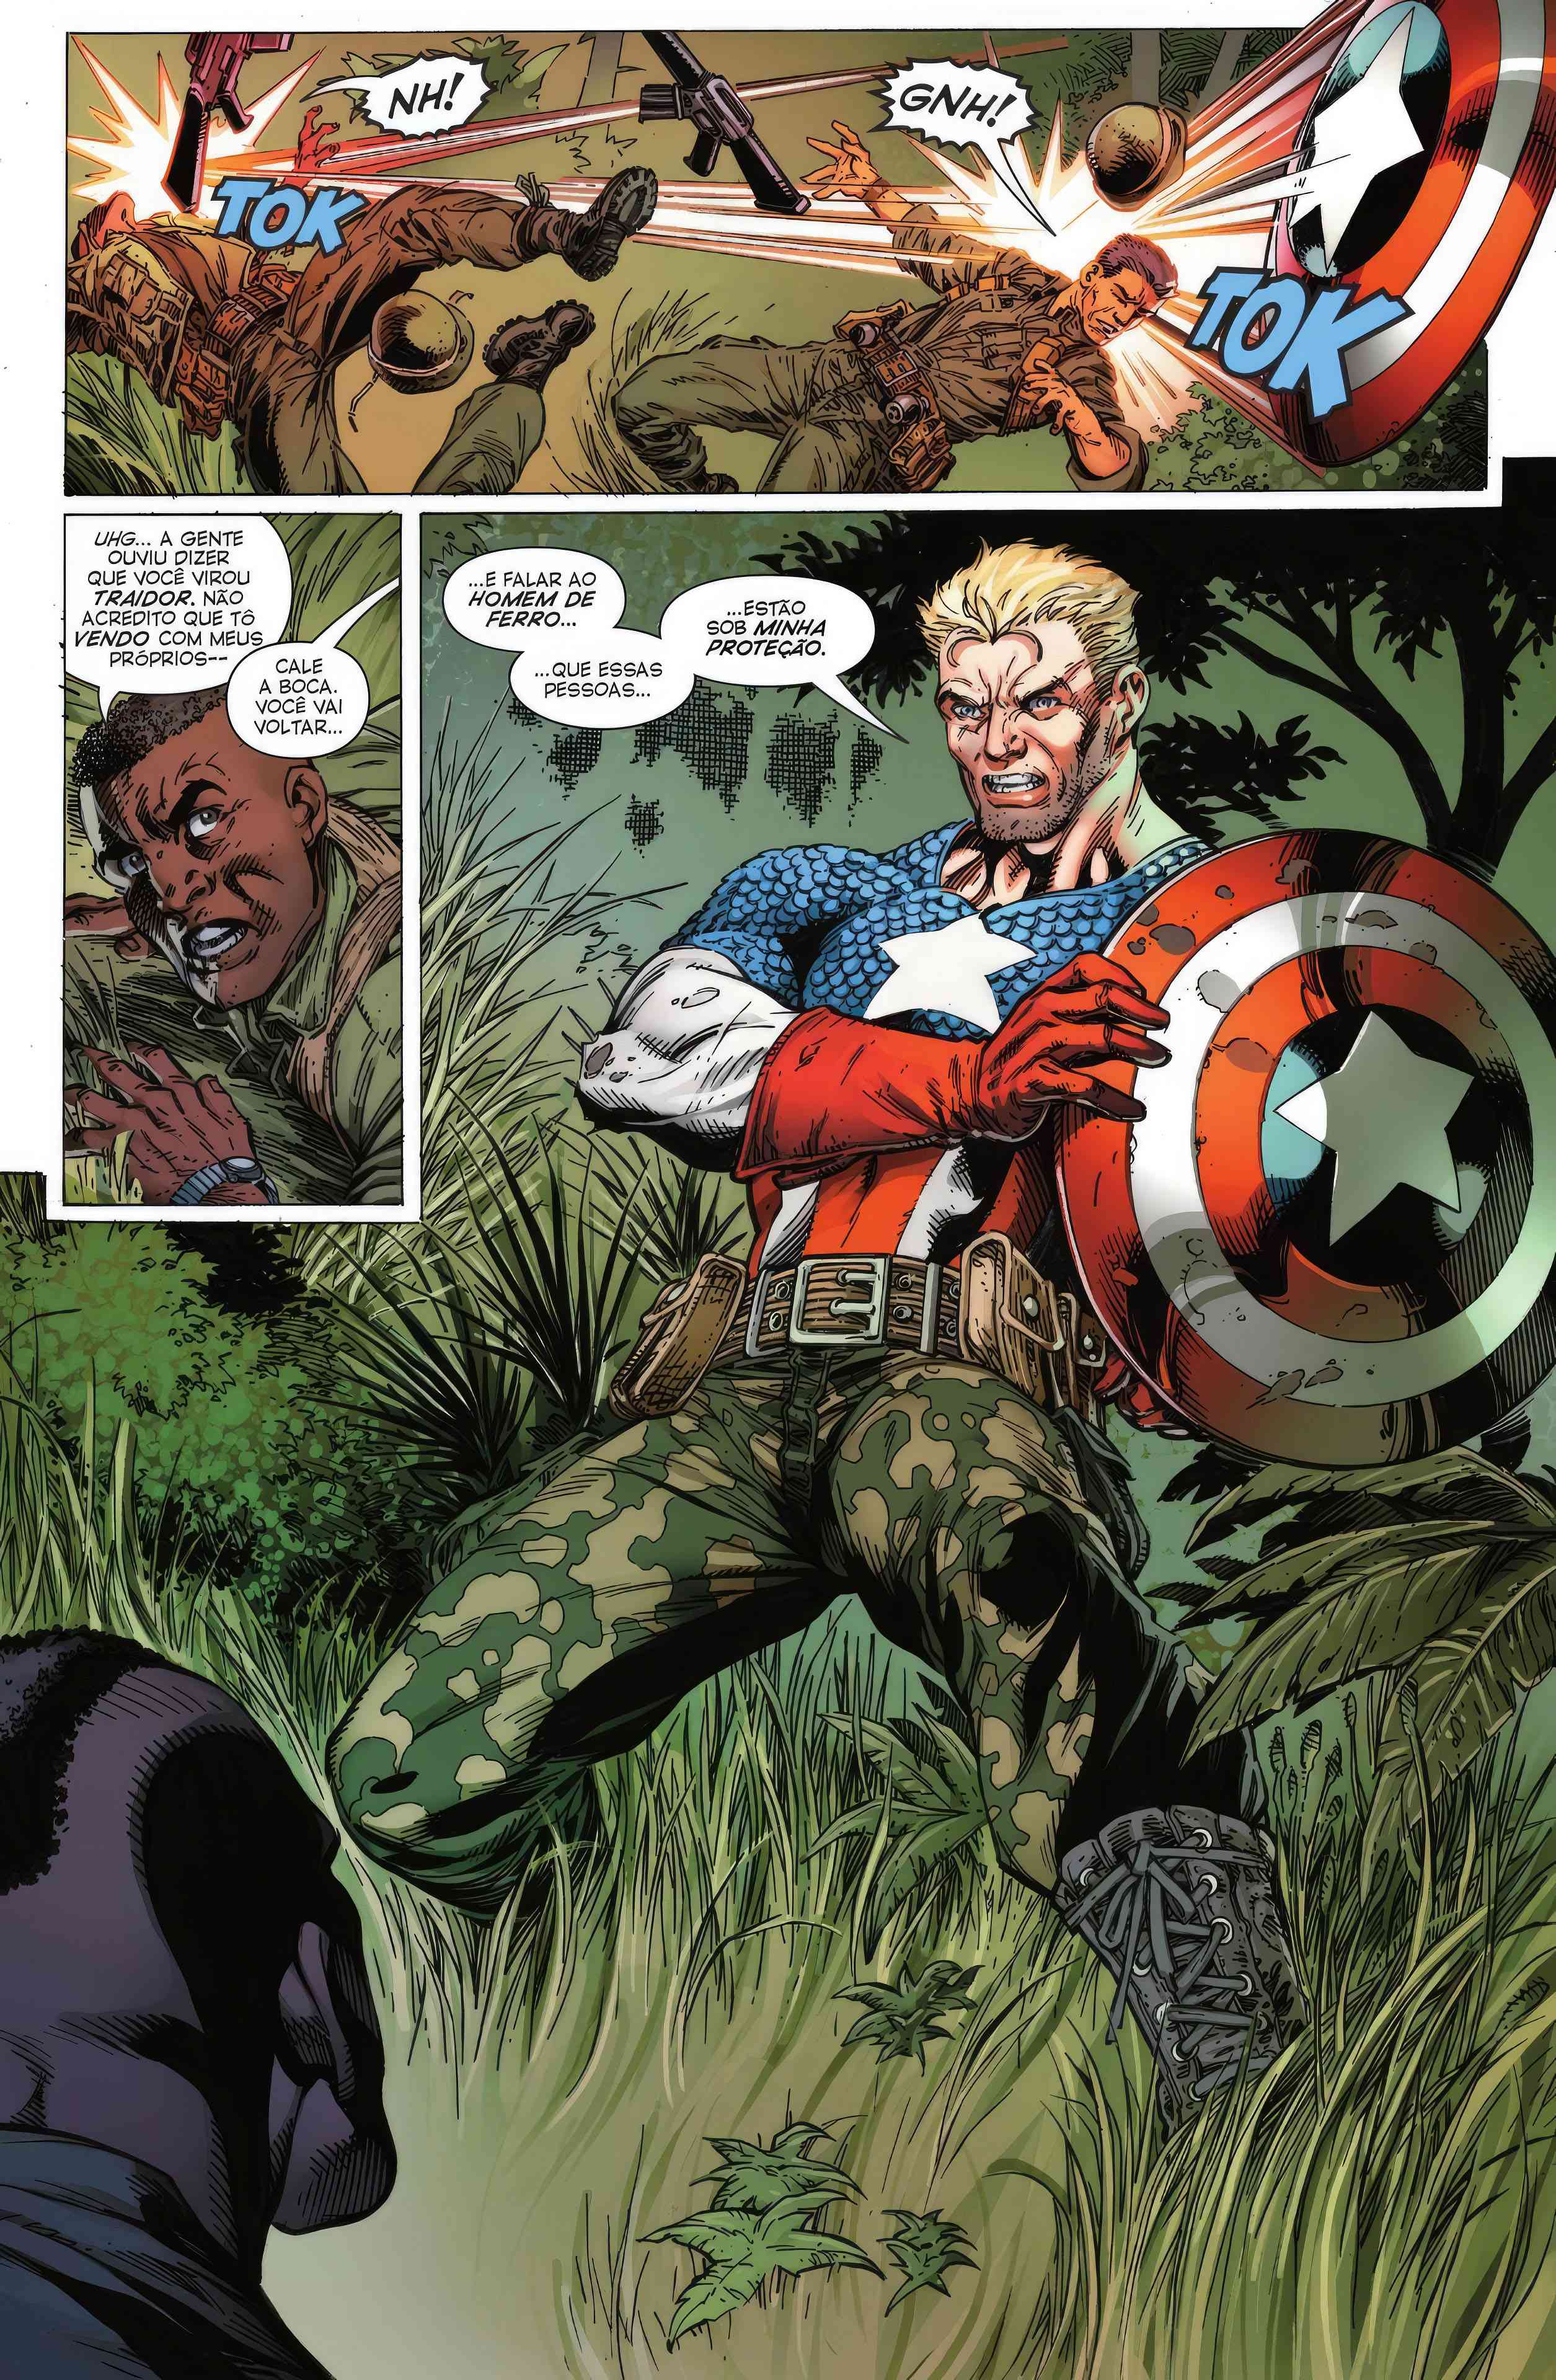 NH!
GNH!
TOK
TOK
UHG... A GENTE
OUVIU DIZER
QUE VOCÊ VIROU
TRAIDOR. NÃO
ACREDITO QUE TÔ
VENDO COM MEUS
PRÓPRIOS--
CALE
A BOCA.
VOCÊ VAI
VOLTAR...
...E FALAR AO
HOMEM DE
FERRO...
...QUE ESSAS
PESSOAS...
...ESTÃO
SOB MINHA
PROTEÇÃO.